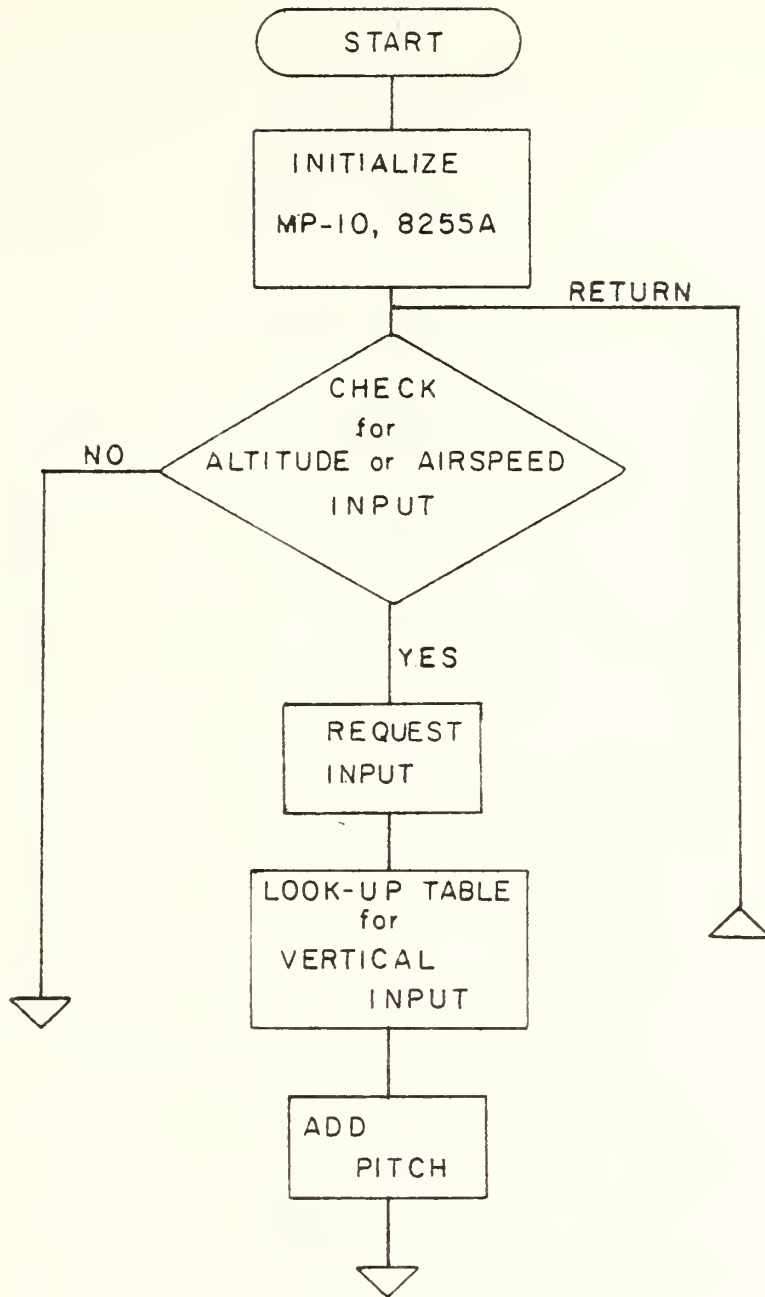 START
INITIALIZE
MP-10, 8255A
RETURN
CHECK
for
NO
ALTITUDE or AIRSPEED
INPUT
YES
REQUEST
INPUT
LOOK-UP TABLE
for
VERTICAL
INPUT
ADD
PITCH